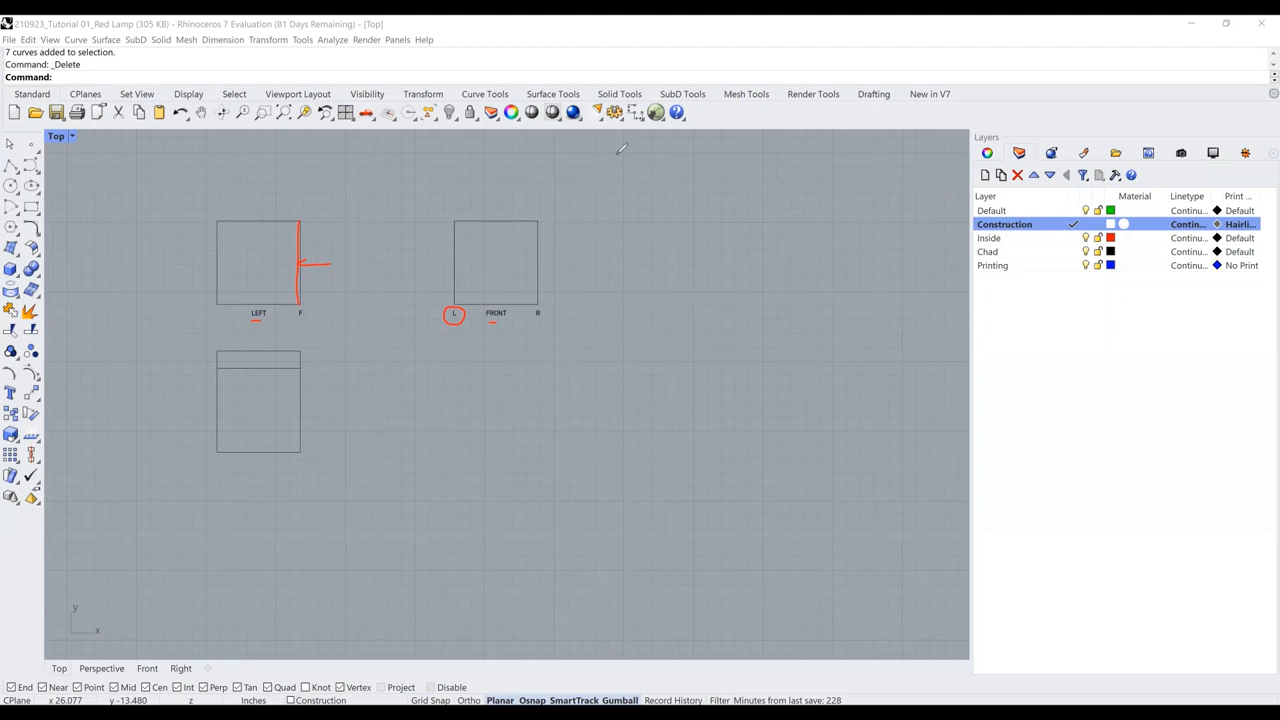 210923_Tutorial 01_Red Lamp (305 KB) - Rhinoceros 7 Evaluation (81 Days Remaining) - [Top]
File Edit View Curve Surface SubD Solid Mesh Dimension Transform Tools Analyze Render Panels Help
7 curves added to selection.
Command: _Delete
Command:
Standard CPlanes Set View Display Select Viewport Layout Visibility Transform Curve Tools Surface Tools Solid Tools SubD Tools Mesh Tools Render Tools Drafting New in V7
Top
Layers
Layer Material Linetype Print ...
Default Continu... Default
Construction Contin... Hairli...
Inside Continu... Default
Chad Continu... Default
Printing Continu... No Print
LEFT F L FRONT R
y
x
Top Perspective Front Right
End Near Point Mid Cen Int Perp Tan Quad Knot Vertex Project Disable
CPlane x 26.077 y -13.480 z Inches Construction Grid Snap Ortho Planar Osnap SmartTrack Gumball Record History Filter Minutes from last save: 228